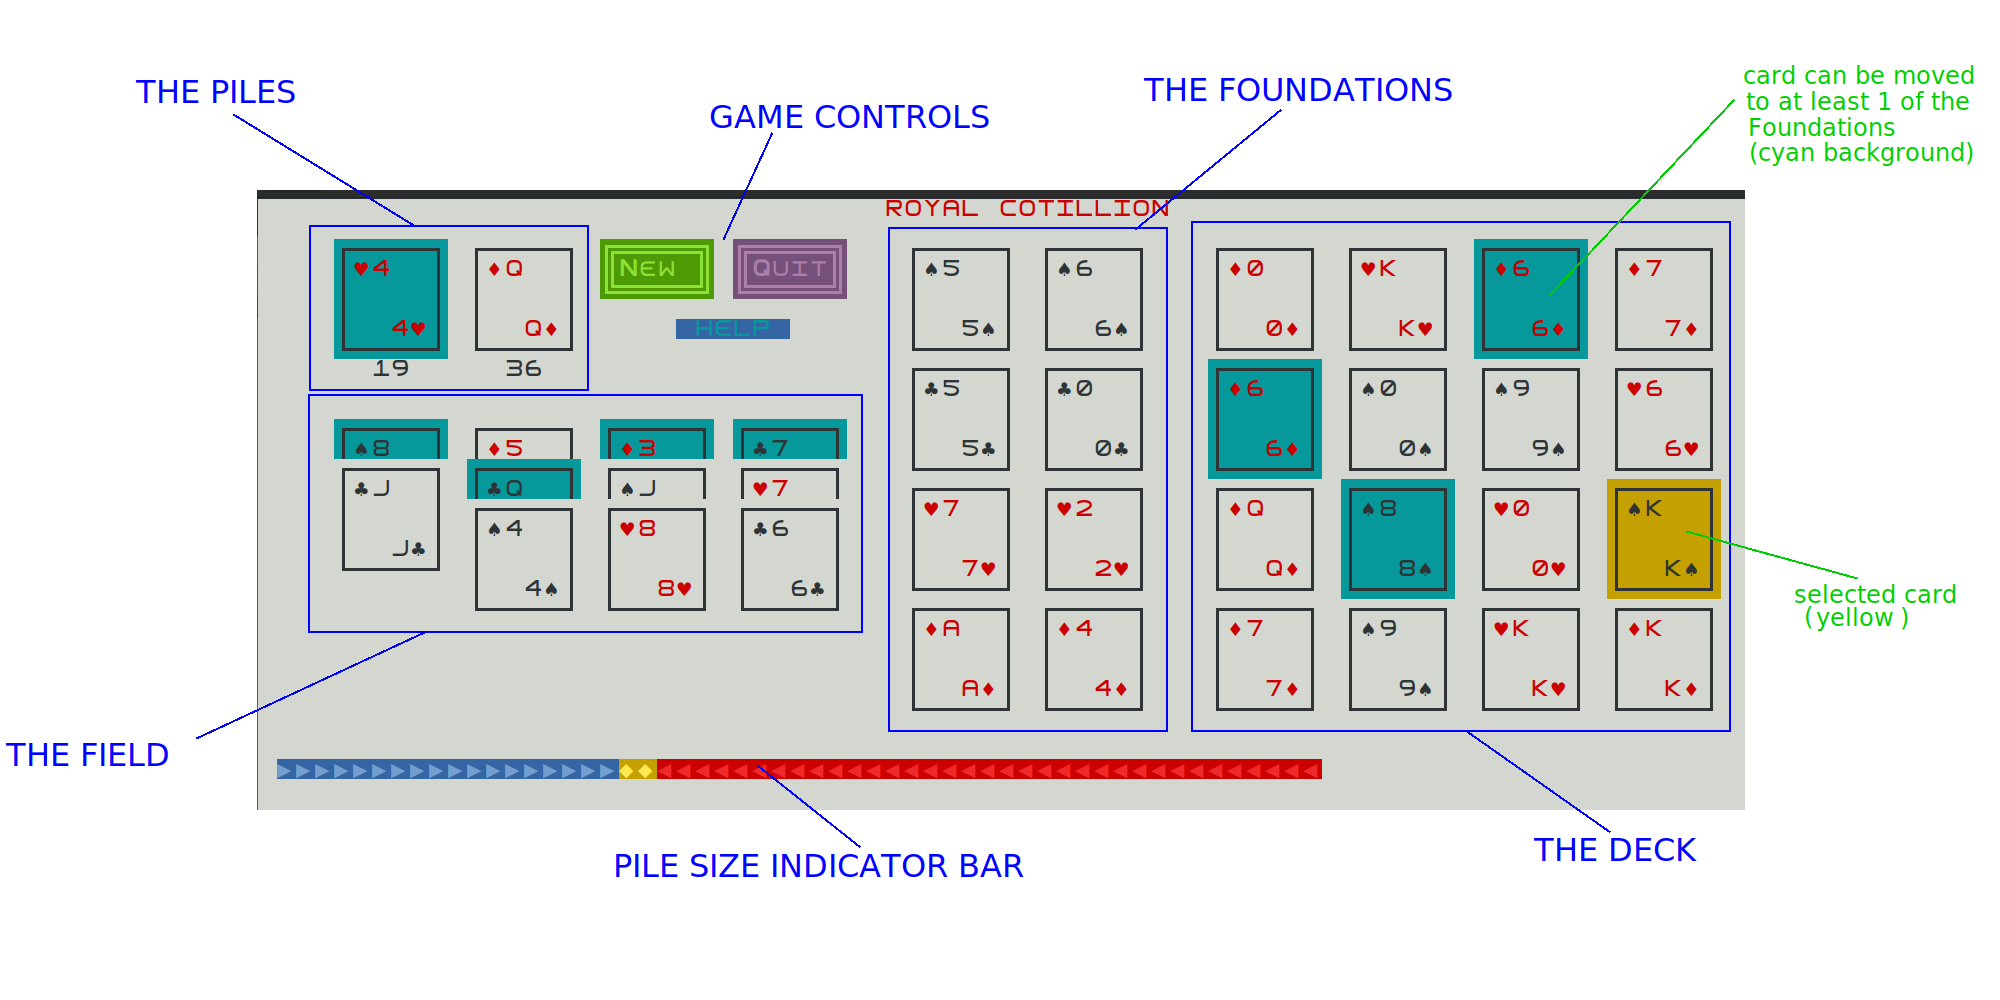 THE PILES
GAME CONTROLS
THE FOUNDATIONS
card can be moved
to at least 1 of the
Foundations
(cyan background)
ROYAL COTILLION
♥4
4♥
19
♦Q
Q♦
36
NEW
QUIT
HELP
♠8
♦5
♦3
♣7
♣J
J♣
♣Q
♠J
♥7
♠4
4♠
♥8
8♥
♣6
6♣
♠5
5♠
♠6
6♠
♣5
5♣
♣0
0♣
♥7
7♥
♥2
2♥
♦A
A♦
♦4
4♦
♦0
0♦
♥K
K♥
♦6
6♦
♦7
7♦
♦6
6♦
♠0
0♠
♠9
9♠
♥6
6♥
♦Q
Q♦
♠8
8♠
♥0
0♥
♠K
K♠
♦7
7♦
♠9
9♠
♥K
K♥
♦K
K♦
selected card
(yellow )
THE FIELD
PILE SIZE INDICATOR BAR
THE DECK